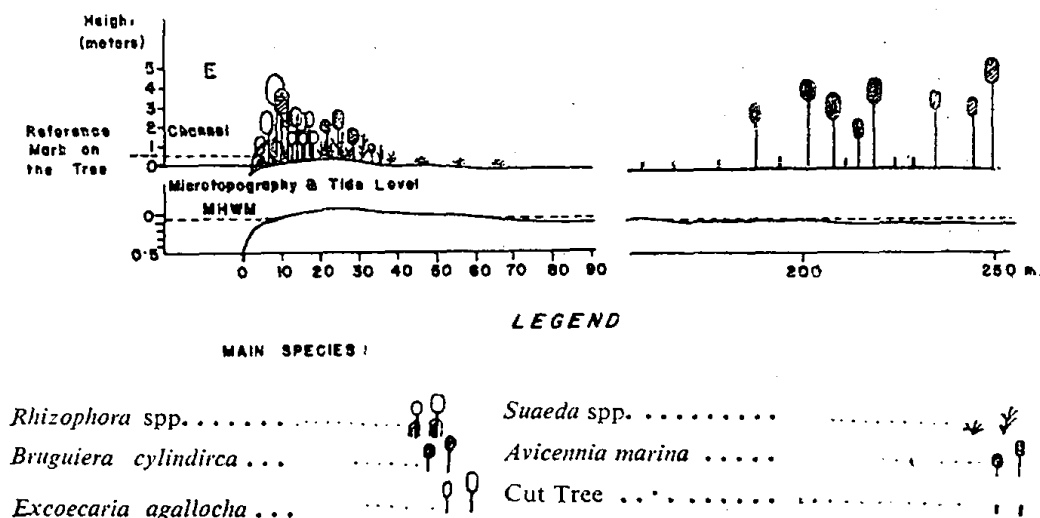 Height
(meters)
5
4
3
2
1
0
E
Channel
Reference
Mark on
the Tree
Microtopography & Tide Level
MHWM
0
0.5
0 10 20 30 40 50 60 70 80 90 200 250 m.
LEGEND
MAIN SPECIES :
Rhizophora spp.
Bruguiera cylindirca ...
Excoecaria agallocha ...
Suaeda spp.
Avicennia marina .....
Cut Tree